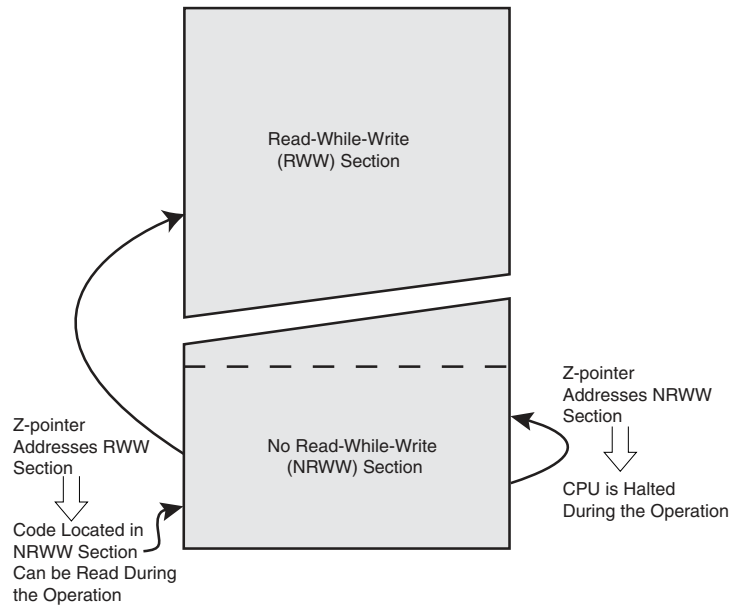 Read-While-Write
(RWW) Section
Z-pointer
Addresses NRWW
Section
Z-pointer
Addresses RWW
Section
No Read-While-Write
(NRWW) Section
CPU is Halted
During the Operation
Code Located in
NRWW Section
Can be Read During
the Operation